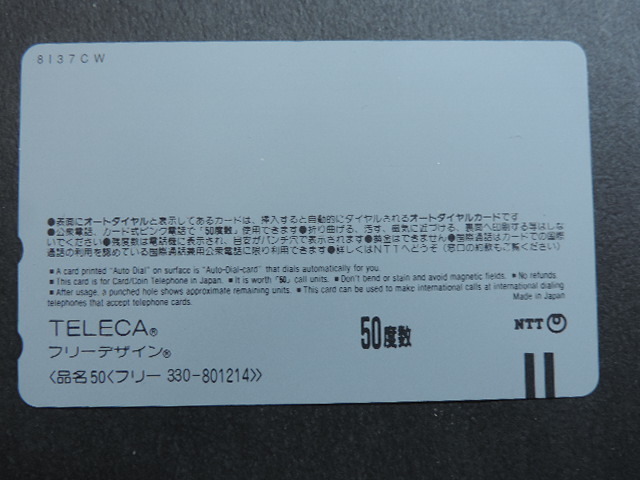 8I37CW
●表面にオートダイヤルと表示してあるカードは、挿入すると自動的にダイヤルされるオートダイヤルカードです
●公衆電話、カード式ピンク電話で「50度数」使用できます●折り曲げる、汚す、磁気に近づける、裏面へ印刷する等はしな
いでください●残度数は電話機に表示され、目安がパンチ穴で表示されます●換金はできません●国際通話はカードでの国際
通話の利用を認めている国際通話兼用公衆電話に限り利用できます●詳しくはNTTへどうぞ(窓口の約款もご覧ください)
■A card printed "Auto Dial" on surface is "Auto-Dial-card" that dials automatically for you.
■This card is for Card/Coin Telephone in Japan. ■It is worth「50」call units. ■Don't bend or stain and avoid magnetic fields. ■No refunds
■After usage, a punched hole shows approximate remaining units. ■This card can be used to make international calls at international dialing
telephones that accept telephone cards.
Made in Japan
TELECA®
フリーデザイン®
50度数
NTT
〈品名50〈フリー 330-801214〉〉